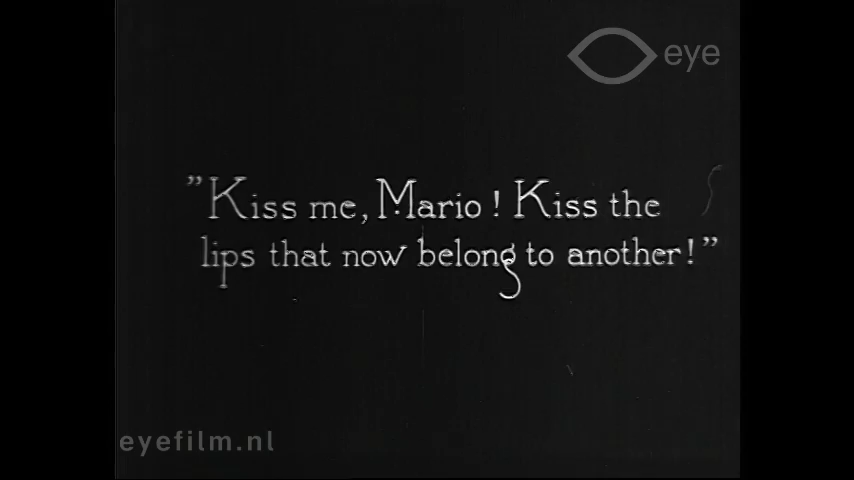 eye
"Kiss me, Mario! Kiss the
lips that now belong to another!"
eyefilm.nl